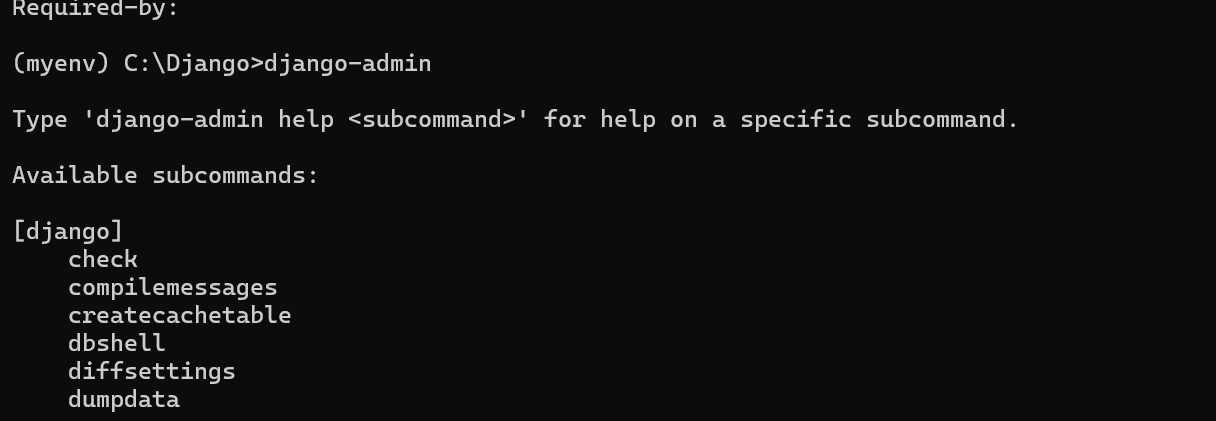 Required-by:
(myenv) C:\Django>django-admin
Type 'django-admin help <subcommand>' for help on a specific subcommand.
Available subcommands:
[django]
check
compilemessages
createcachetable
dbshell
diffsettings
dumpdata